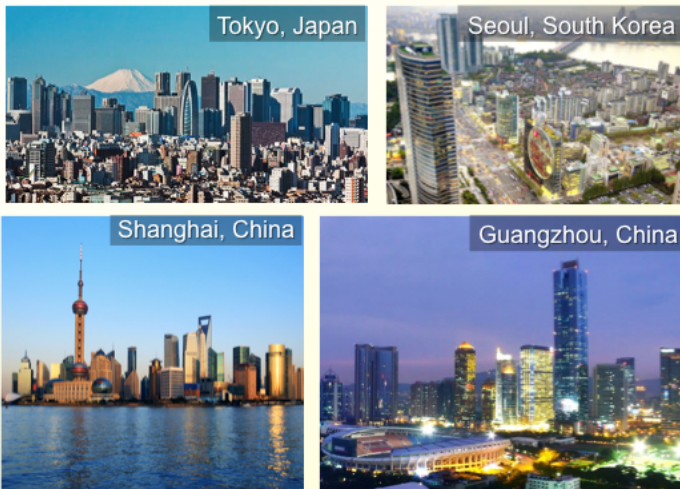 Tokyo, Japan
Seoul, South Korea
Shanghai, China
Guangzhou, China